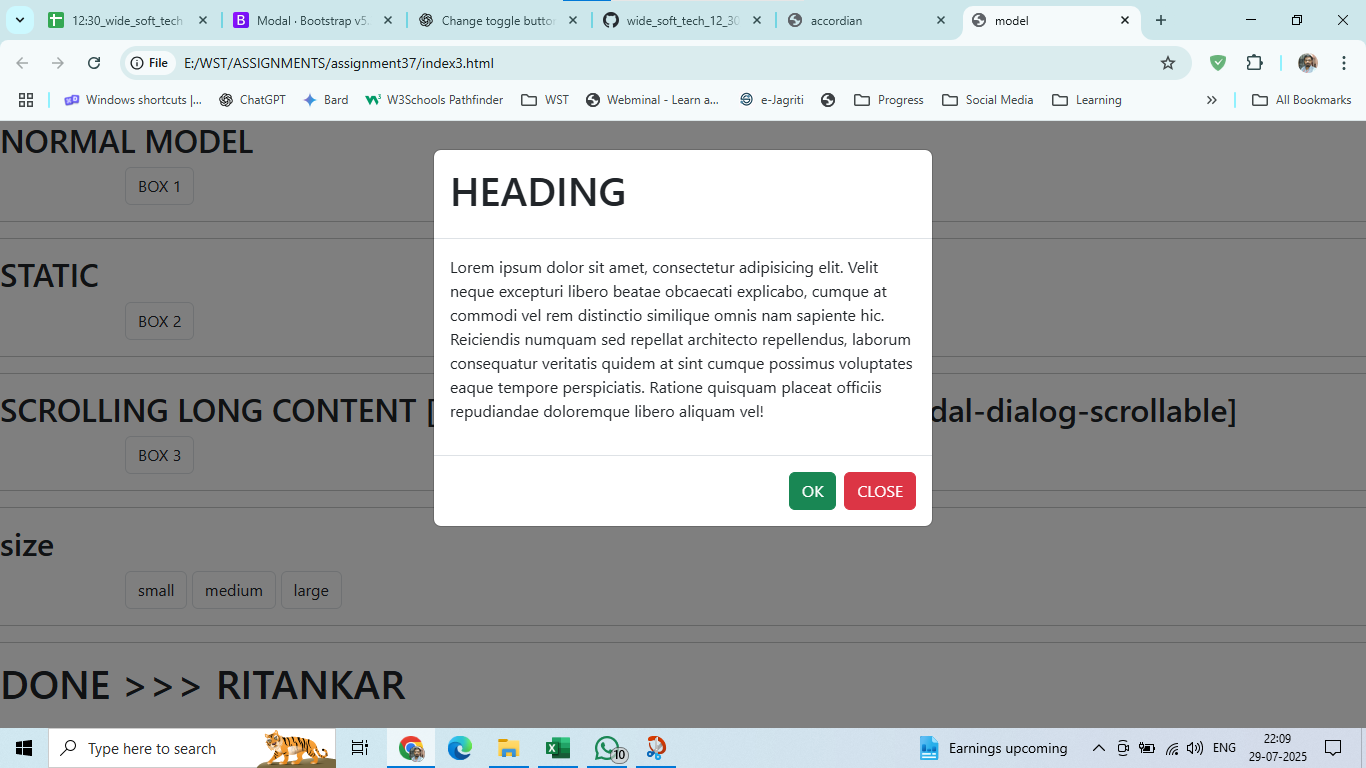 12:30_wide_soft_tech
Modal · Bootstrap v5.
Change toggle button
wide_soft_tech_12_30
accordian
model
File
E:/WST/ASSIGNMENTS/assignment37/index3.html
Windows shortcuts |...
ChatGPT
Bard
W3Schools Pathfinder
WST
Webminal - Learn a...
e-Jagriti
Progress
Social Media
Learning
»
All Bookmarks
NORMAL MODEL
BOX 1
STATIC
BOX 2
SCROLLING LONG CONTENT [
dal-dialog-scrollable]
BOX 3
size
small
medium
large
DONE >>> RITANKAR
HEADING
Lorem ipsum dolor sit amet, consectetur adipisicing elit. Velit
neque excepturi libero beatae obcaecati explicabo, cumque at
commodi vel rem distinctio similique omnis nam sapiente hic.
Reiciendis numquam sed repellat architecto repellendus, laborum
consequatur veritatis quidem at sint cumque possimus voluptates
eaque tempore perspiciatis. Ratione quisquam placeat officiis
repudiandae doloremque libero aliquam vel!
OK
CLOSE
Type here to search
10
Earnings upcoming
ENG
22:09
29-07-2025